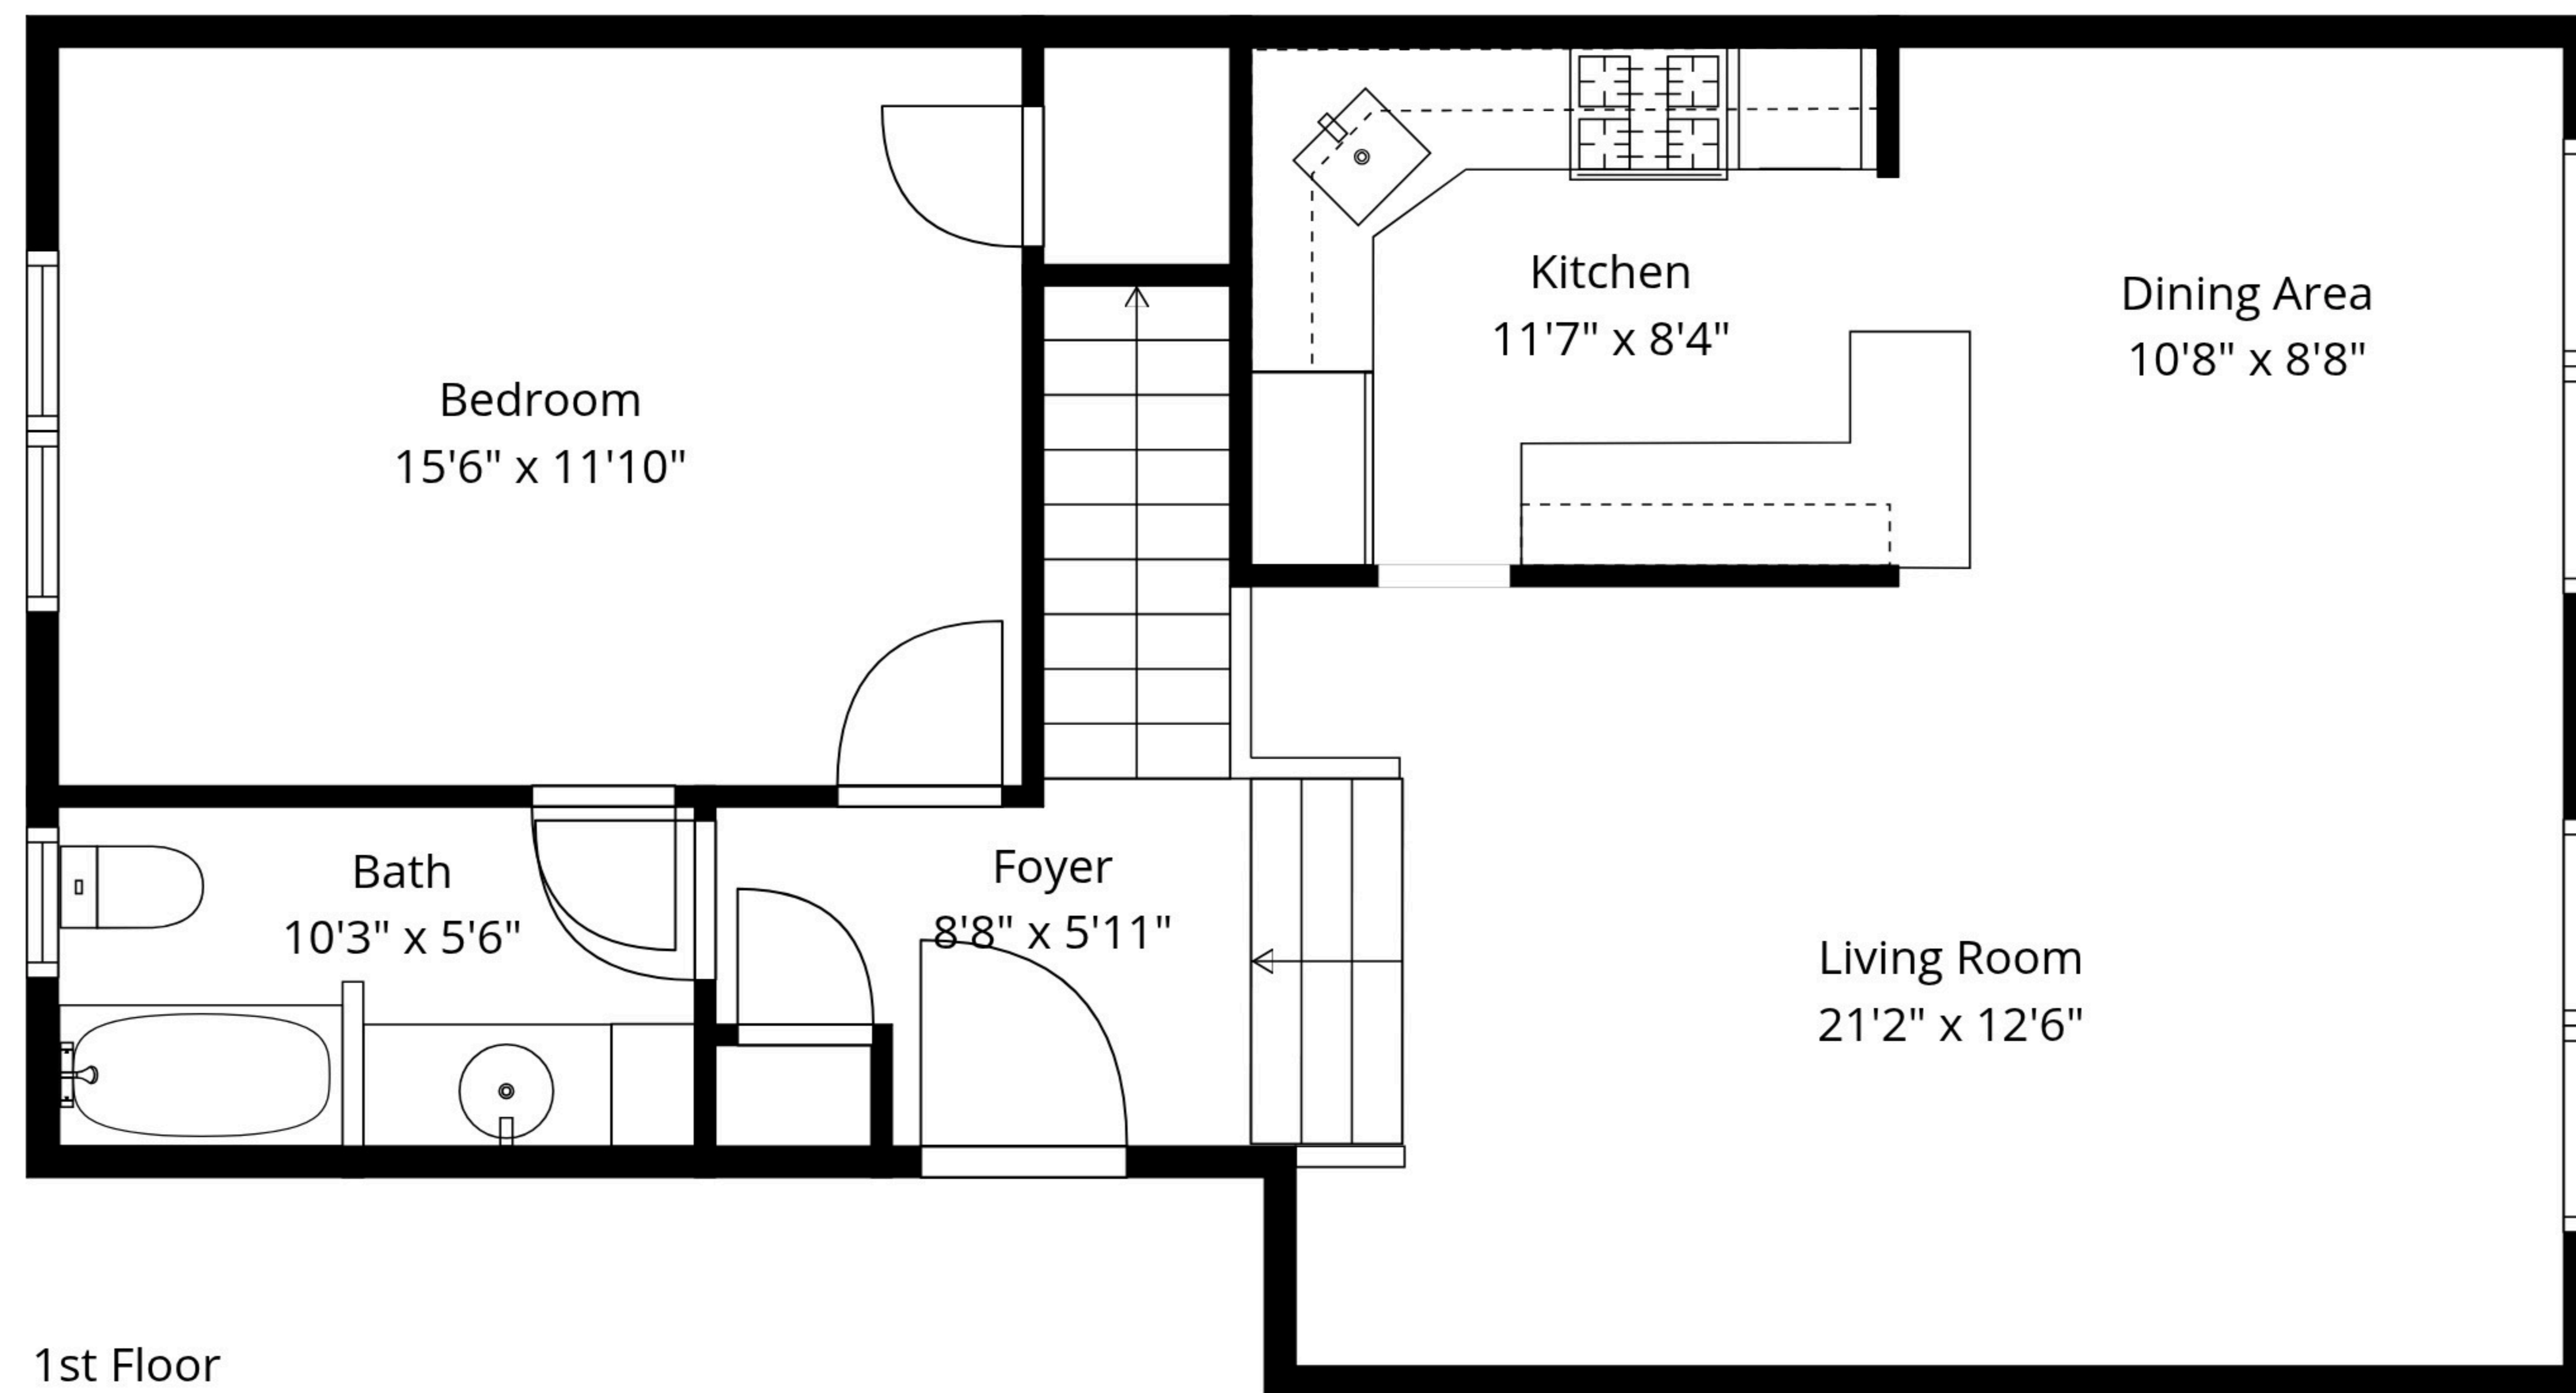 Kitchen
11'7" x 8'4"
Dining Area
10'8" x 8'8"
Bedroom
15'6" x 11'10"
Bath
10'3" x 5'6"
Foyer
8'8" x 5'11"
Living Room
21'2" x 12'6"
1st Floor